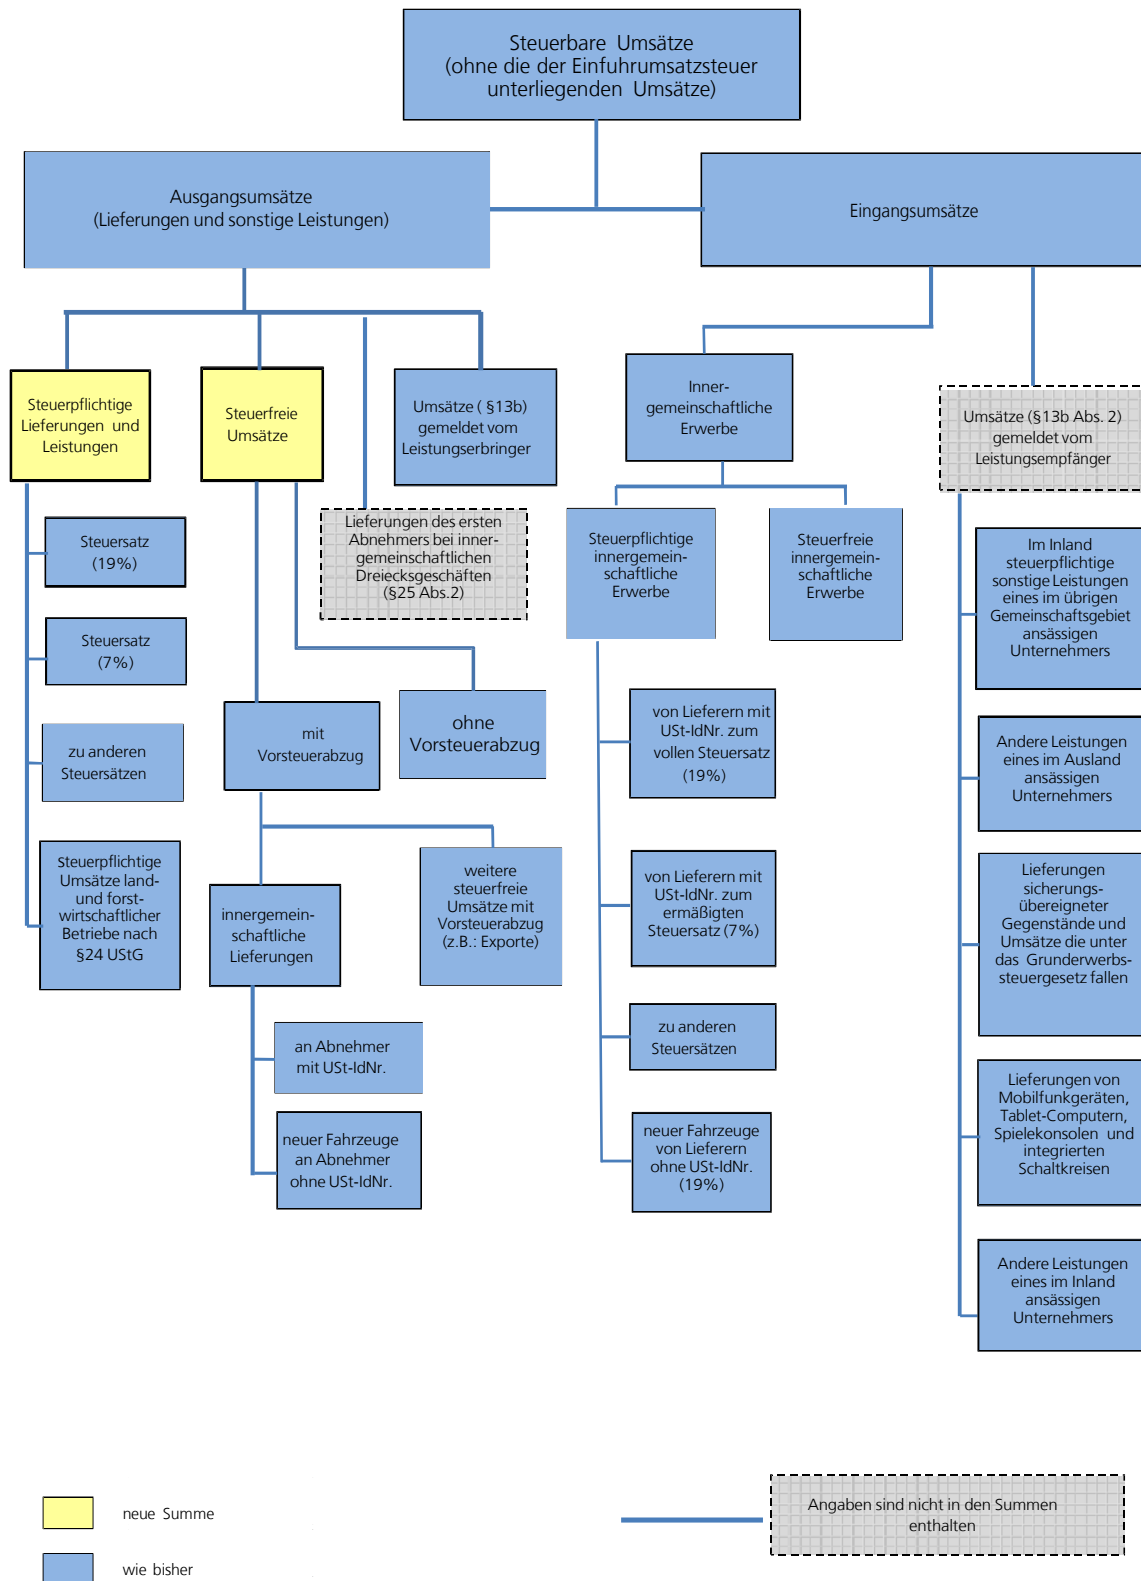 Steuerbare Umsätze
(ohne die der Einfuhrumsatzsteuer
unterliegenden Umsätze)
Ausgangsumsätze
(Lieferungen und sonstige Leistungen)
Eingangsumsätze
Steuerpflichtige
Lieferungen und
Leistungen
Steuerfreie
Umsätze
Umsätze ( §13b)
gemeldet vom
Leistungserbringer
Inner-
gemeinschaftliche
Erwerbe
Umsätze (§13b Abs. 2)
gemeldet vom
Leistungsempfänger
Lieferungen des ersten
Abnehmers bei inner-
gemeinschaftlichen
Dreiecksgeschäften
(§25 Abs.2)
Steuersatz
(19%)
Steuersatz
(7%)
zu anderen
Steuersätzen
Steuerpflichtige
Umsätze land-
und forst-
wirtschaftlicher
Betriebe nach
§24 UStG
mit
Vorsteuerabzug
ohne
Vorsteuerabzug
innergemein-
schaftliche
Lieferungen
weitere
steuerfreie
Umsätze mit
Vorsteuerabzug
(z.B.: Exporte)
an Abnehmer
mit USt-IdNr.
neuer Fahrzeuge
an Abnehmer
ohne USt-IdNr.
Steuerpflichtige
innergemein-
schaftliche
Erwerbe
Steuerfreie
innergemein-
schaftliche
Erwerbe
von Lieferern mit
USt-IdNr. zum
vollen Steuersatz
(19%)
von Lieferern mit
USt-IdNr. zum
ermäßigten
Steuersatz (7%)
zu anderen
Steuersätzen
neuer Fahrzeuge
von Lieferern
ohne USt-IdNr.
(19%)
Im Inland
steuerpflichtige
sonstige Leistungen
eines im übrigen
Gemeinschaftsgebiet
ansässigen
Unternehmers
Andere Leistungen
eines im Ausland
ansässigen
Unternehmers
Lieferungen
sicherungs-
übereigneter
Gegenstände und
Umsätze die unter
das Grunderwerbs-
steuergesetz fallen
Lieferungen von
Mobilfunkgeräten,
Tablet-Computern,
Spielekonsolen und
integrierten
Schaltkreisen
Andere Leistungen
eines im Inland
ansässigen
Unternehmers
neue Summe
wie bisher
Angaben sind nicht in den Summen
enthalten